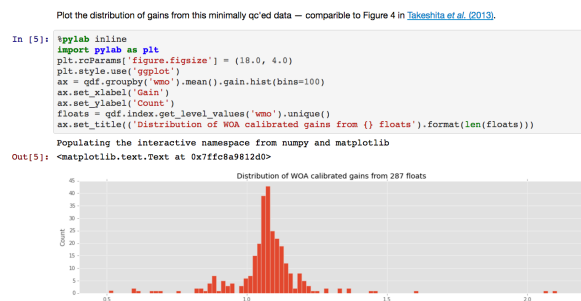 Plot the distribution of gains from this minimally qc'ed data — comparible to Figure 4 in Takeshita et al. (2013).
In [5]: %pylab inline
import pylab as plt
plt.rcParams['figure.figsize'] = (18.0, 4.0)
plt.style.use('ggplot')
ax = qdf.groupby('wmo').mean().gain.hist(bins=100)
ax.set_xlabel('Gain')
ax.set_ylabel('Count')
floats = qdf.index.get_level_values('wmo').unique()
ax.set_title(('Distribution of WOA calibrated gains from {} floats').format(len(floats)))
Populating the interactive namespace from numpy and matplotlib
Out[5]: <matplotlib.text.Text at 0x7ffc8a9812d0>
Distribution of WOA calibrated gains from 287 floats
45
40
35
30
25
20
15
10
5
0
Count
0.5 1.0 1.5 2.0